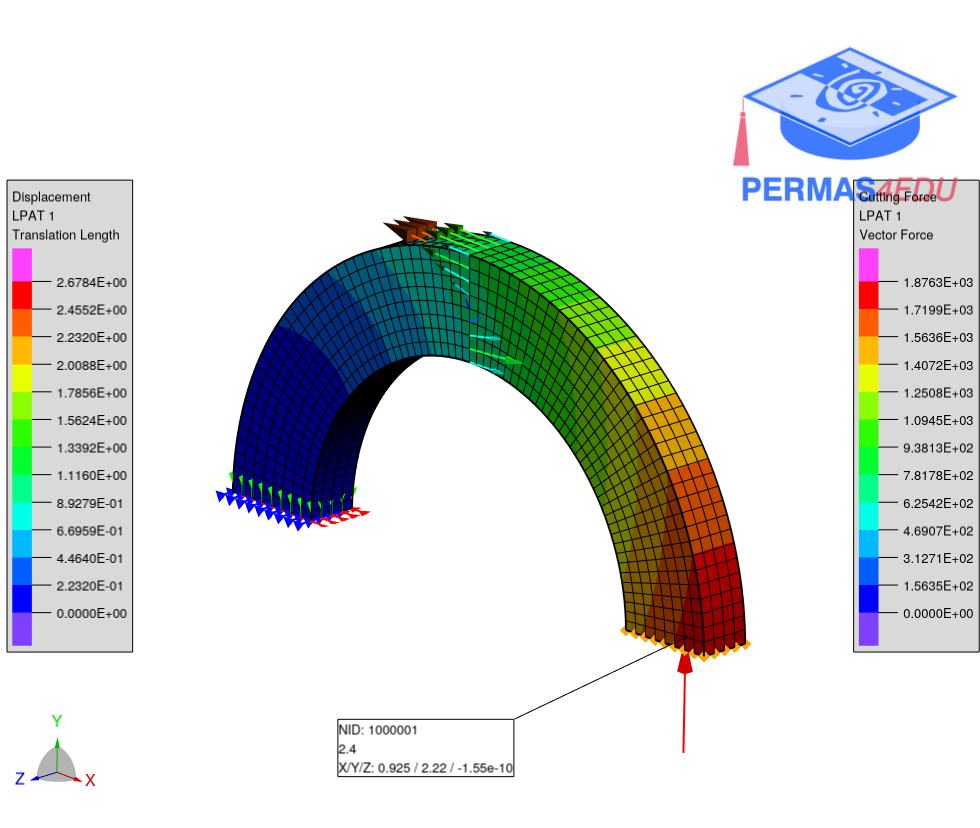 PERMAS4EDU
Displacement
LPAT 1
Translation Length
2.6784E+00
2.4552E+00
2.2320E+00
2.0088E+00
1.7856E+00
1.5624E+00
1.3392E+00
1.1160E+00
8.9279E-01
6.6959E-01
4.4640E-01
2.2320E-01
0.0000E+00
Cutting Force
LPAT 1
Vector Force
1.8763E+03
1.7199E+03
1.5636E+03
1.4072E+03
1.2508E+03
1.0945E+03
9.3813E+02
7.8178E+02
6.2542E+02
4.6907E+02
3.1271E+02
1.5635E+02
0.0000E+00
NID: 1000001
2.4
X/Y/Z: 0.925 / 2.22 / -1.55e-10
Y
Z
X